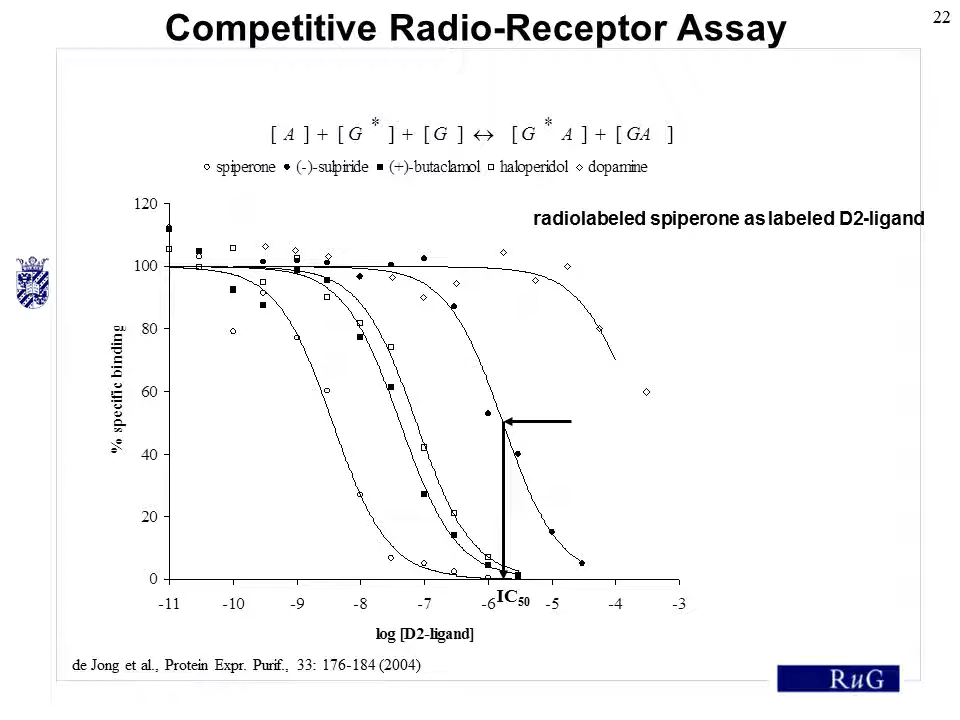 Competitive Radio-Receptor Assay
22
[ A ] + [ G * ] + [ G ] ↔ [ G * A ] + [ GA ]
spiperone (-)-sulpiride (+)-butaclamol haloperidol dopamine
radiolabeled spiperone as labeled D2-ligand
120
100
80
60
40
20
0
% specific binding
-11 -10 -9 -8 -7 -6 IC50 -5 -4 -3
log [D2-ligand]
de Jong et al., Protein Expr. Purif., 33: 176-184 (2004)
RuG